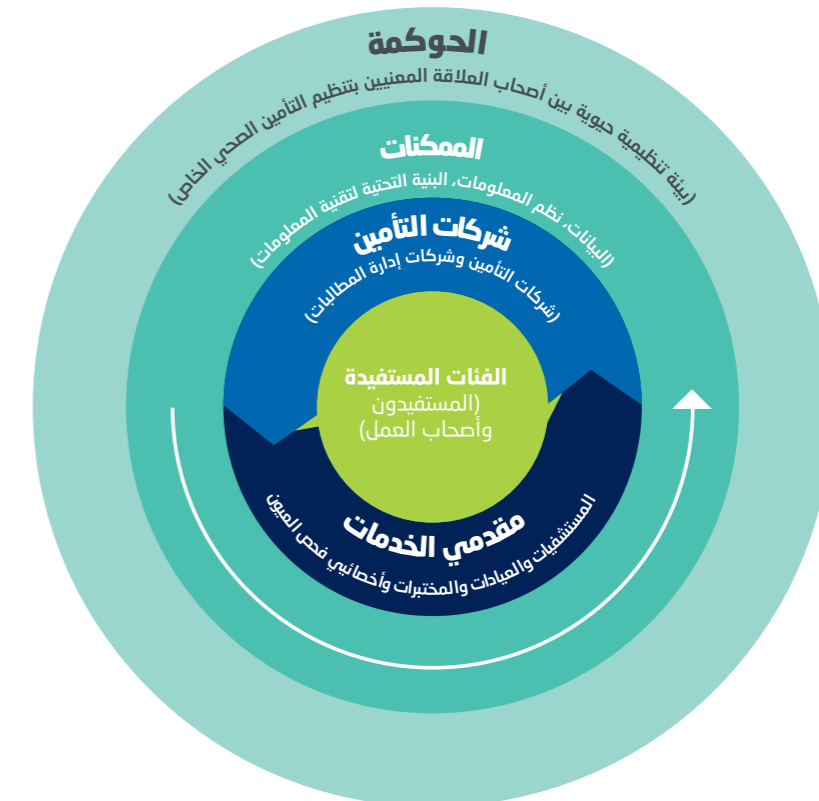 الحوكمة
(بيئة تنظيمية حيوية بين أصحاب العلاقة المعنيين بتنظيم التأمين الصحي الخاص)
الممكنات
(البيانات، نظم المعلومات، البنية التحتية لتقنية المعلومات)
شركات التأمين
(شركات التأمين وشركات إدارة المطالبات)
الفئات المستفيدة
(المستفيدون
وأصحاب العمل)
مقدمي الخدمات
المستشفيات والعيادات والمختبرات وأخصائيي فحص العيون